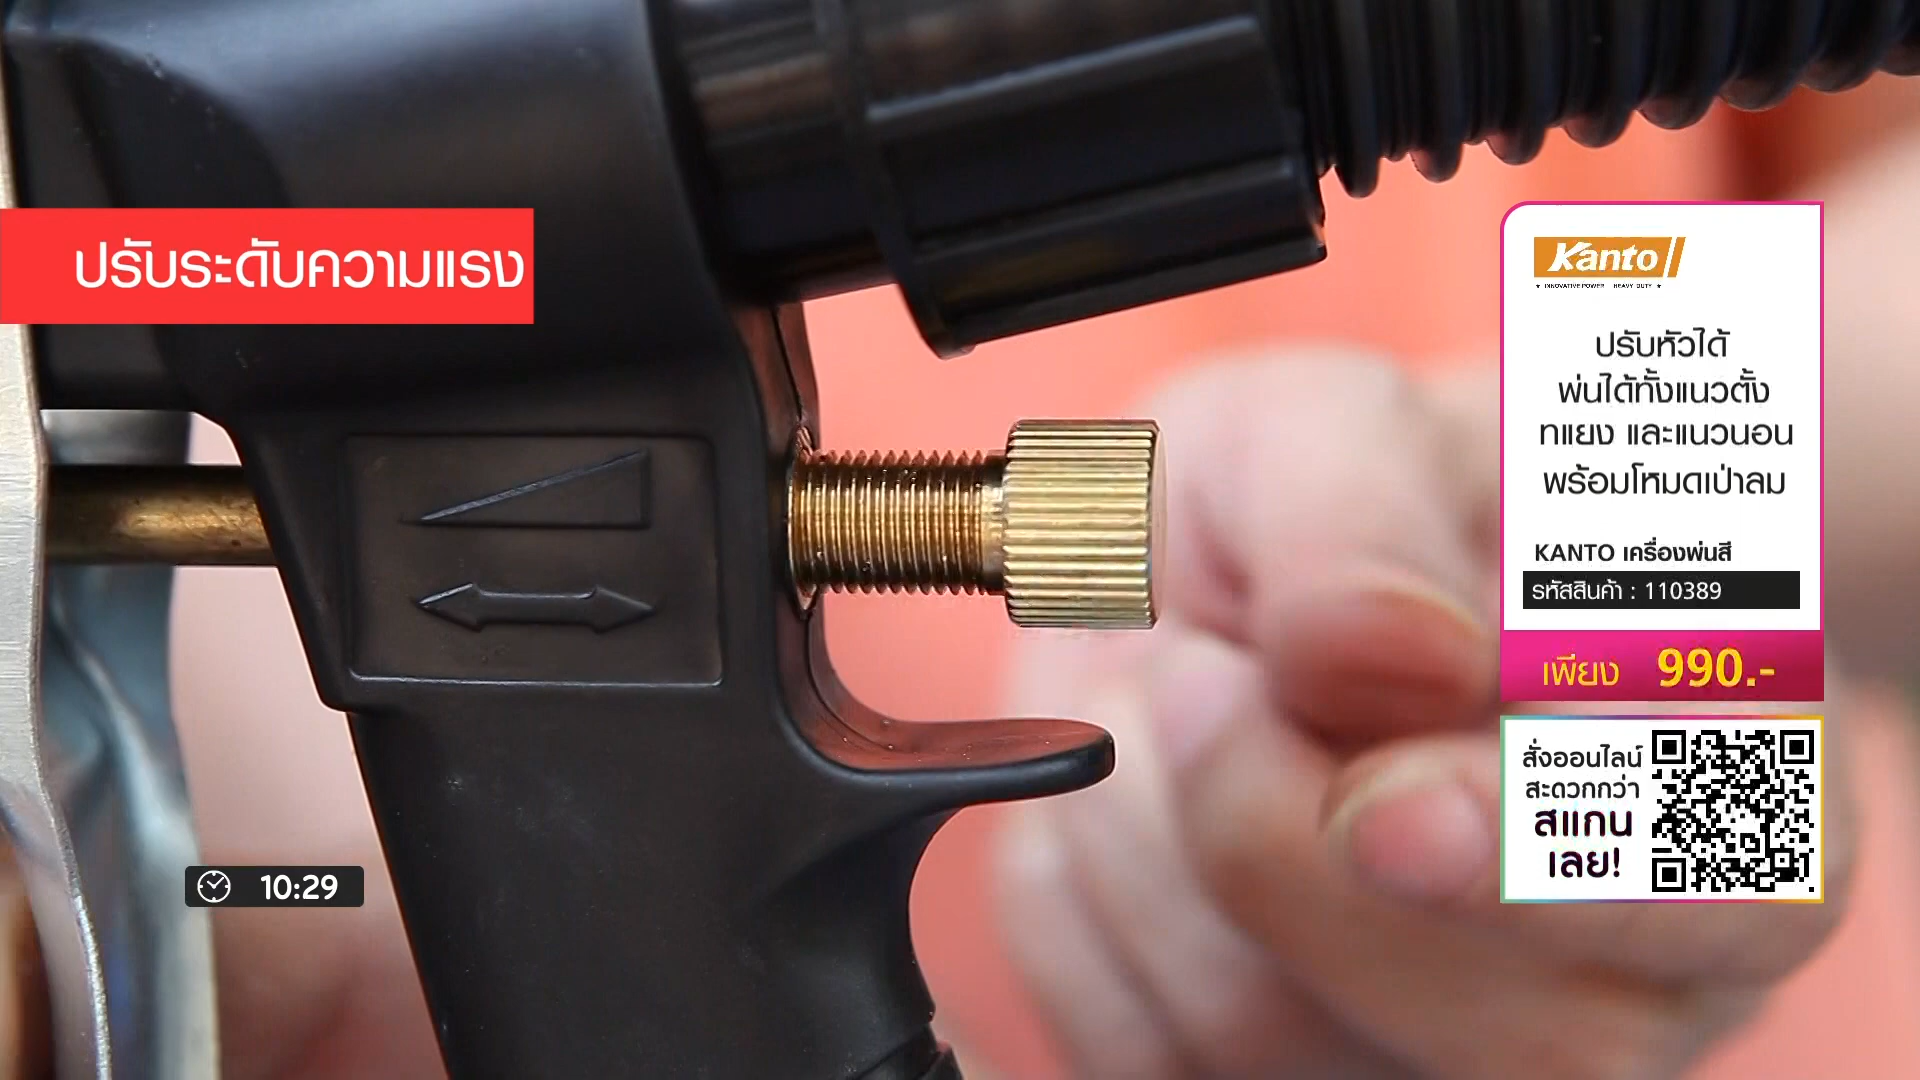 ปรับระดับความแรง
Kanto
★ INNOVATIVE POWER HEAVY DUTY ★
ปรับหัวได้
พ่นได้ทั้งแนวตั้ง
ทแยง และแนวนอน
พร้อมโหมดเป่าลม
KANTO เครื่องพ่นสี
รหัสสินค้า : 110389
เพียง 990.-
สั่งออนไลน์
สะดวกกว่า
สแกน
เลย!
10:29